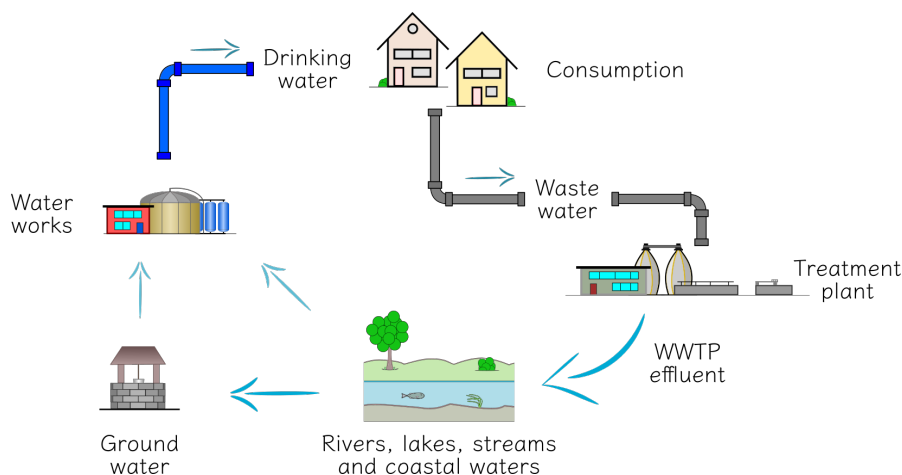 Drinking
water
Consumption
Water
works
Waste
water
Treatment
plant
WWTP
effluent
Ground
water
Rivers, lakes, streams
and coastal waters